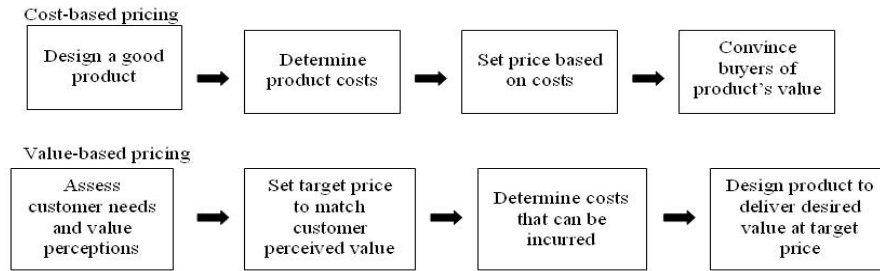 Cost-based pricing
Design a good
product
Determine
product costs
Set price based
on costs
Convince
buyers of
product's value
Value-based pricing
Assess
customer needs
and value
perceptions
Set target price
to match
customer
perceived value
Determine costs
that can be
incurred
Design product to
deliver desired
value at target
price